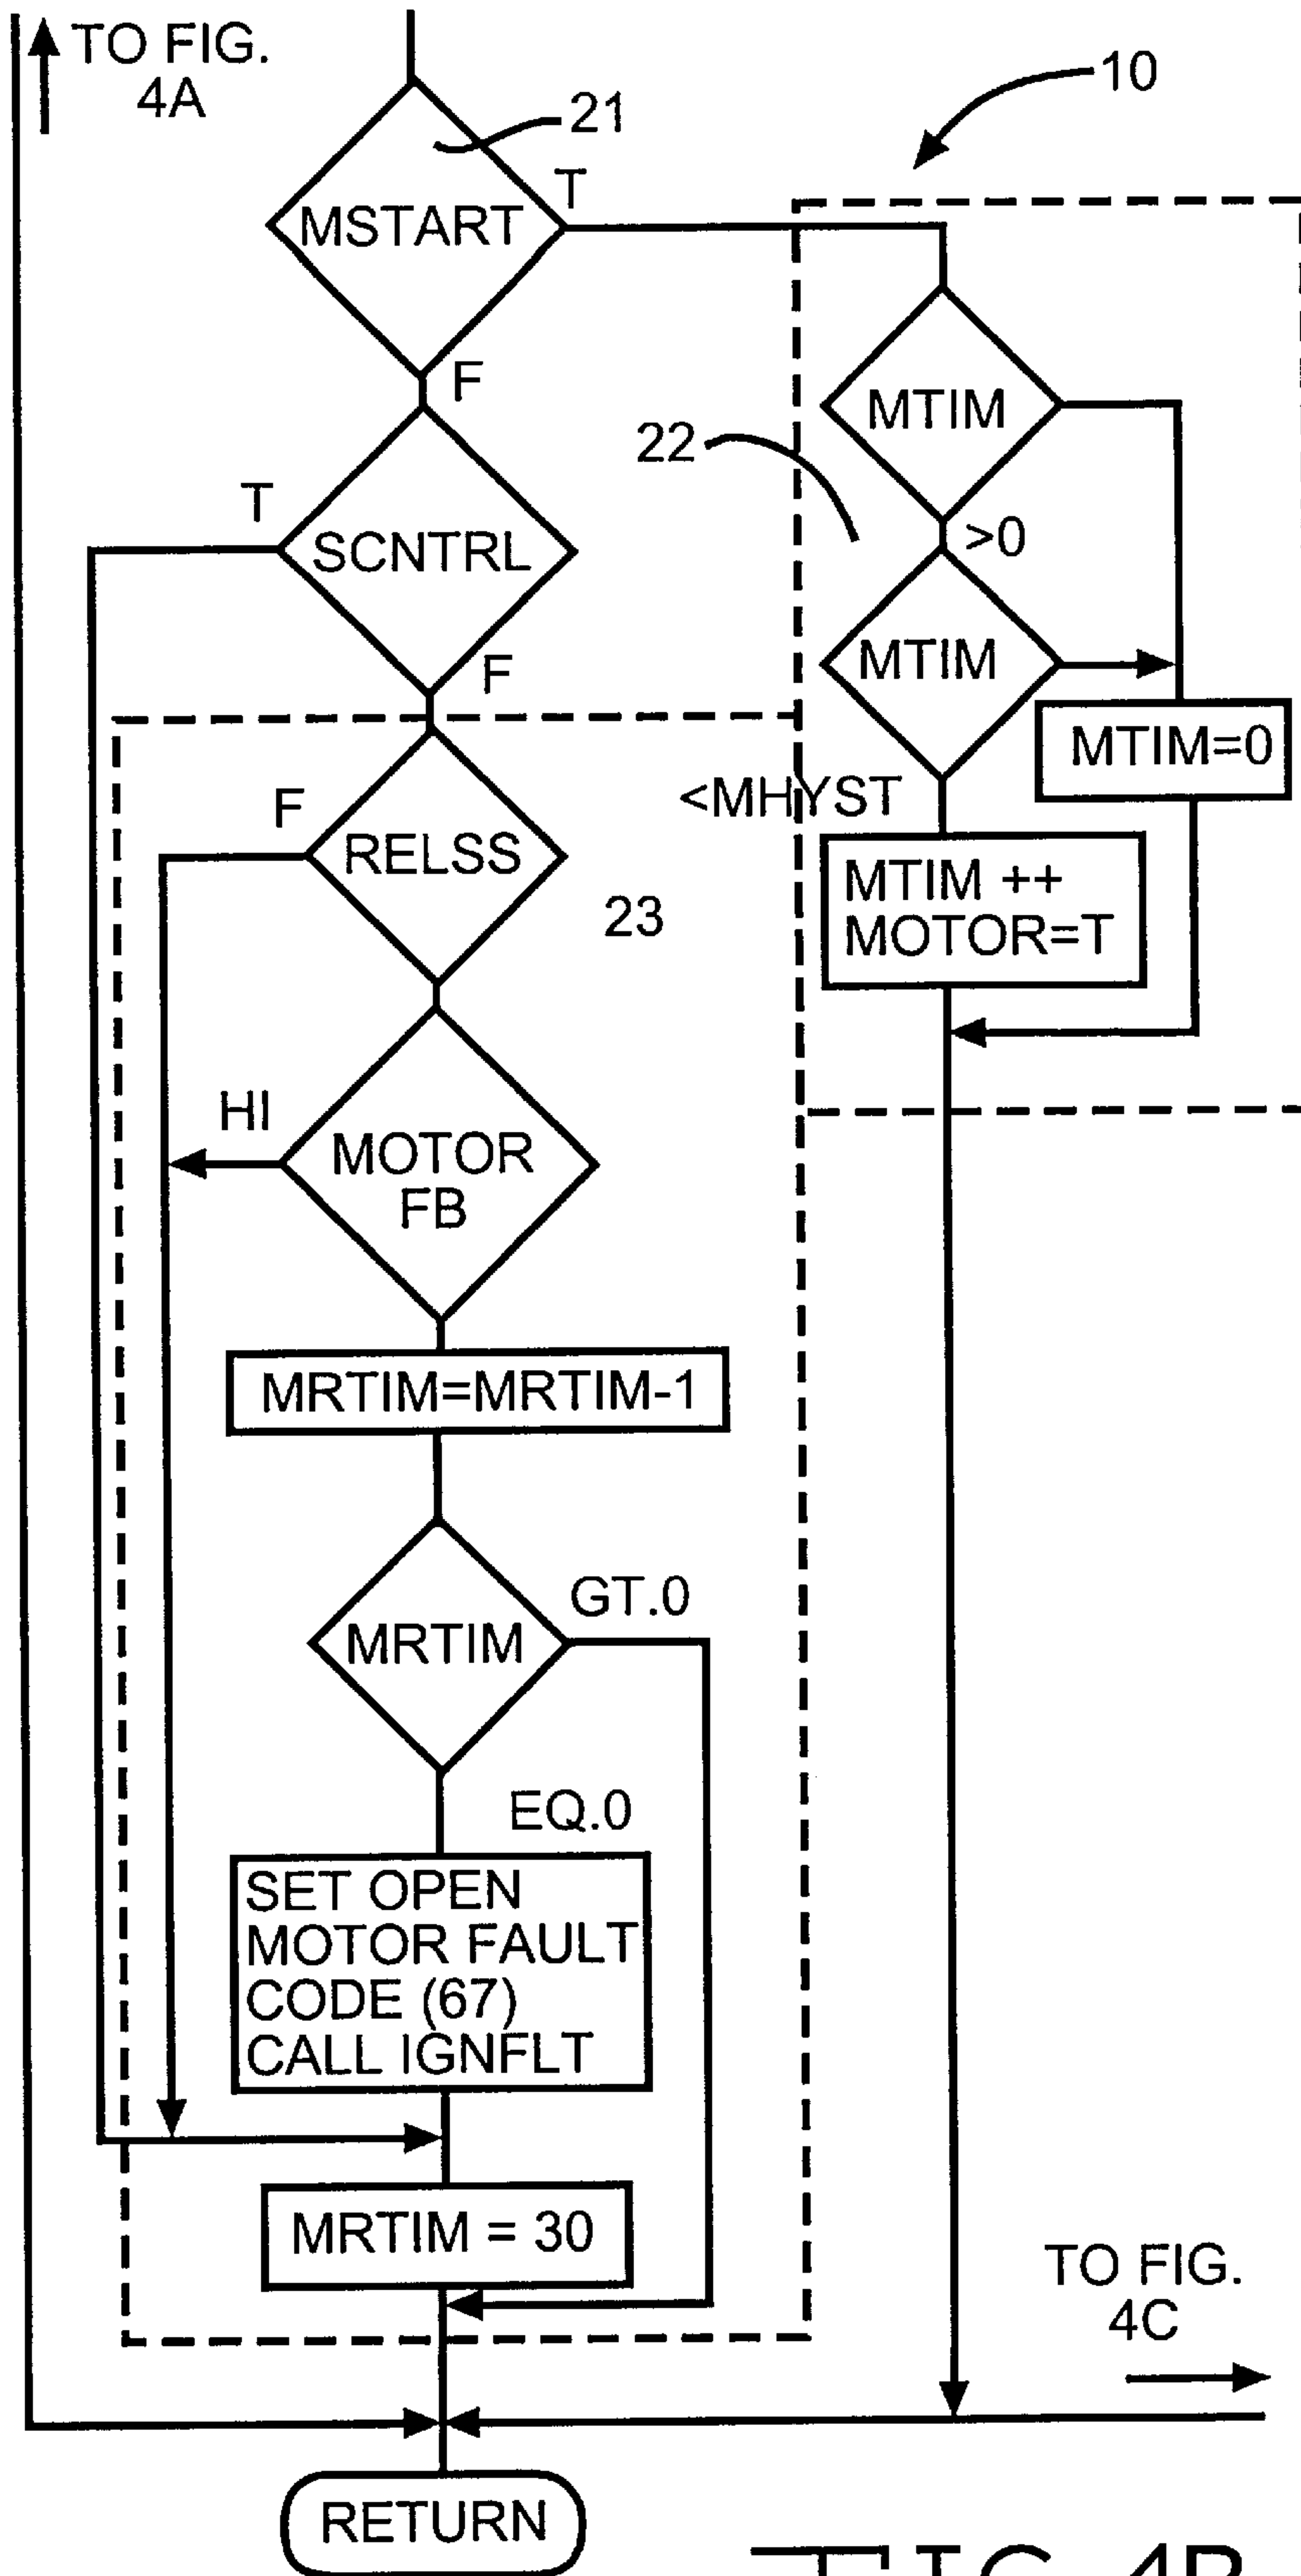 TO FIG.
4A
10
21
T
MSTART
F
MTIM
22
T
SCNTRL
>0
F
MTIM
MTIM=0
<MHYST
F
RELSS
23
MTIM ++
MOTOR=T
HI
MOTOR
FB
MRTIM=MRTIM-1
GT.0
MRTIM
EQ.0
SET OPEN
MOTOR FAULT
CODE (67)
CALL IGNFLT
MRTIM = 30
TO FIG.
4C
RETURN
FIG. 4B